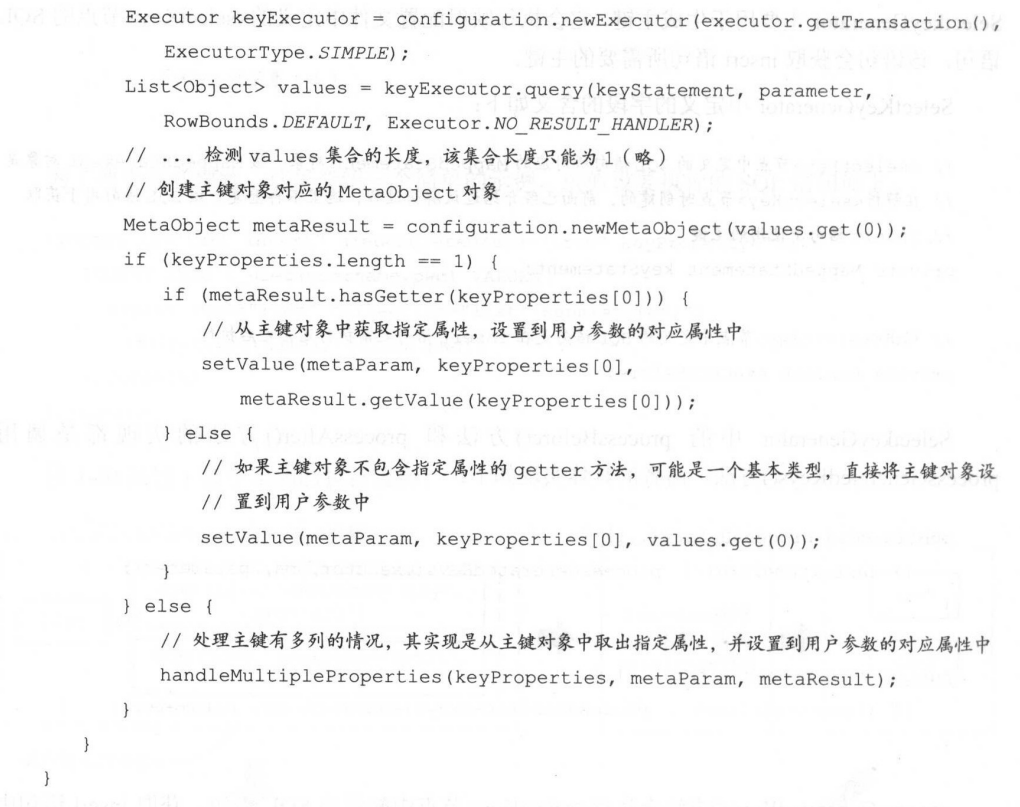 Executor keyExecutor = configuration.newExecutor(executor.getTransaction(),
ExecutorType.SIMPLE);
List<Object> values = keyExecutor.query(keyStatement, parameter,
RowBounds.DEFAULT, Executor.NO_RESULT_HANDLER);
// ... 检测 values 集合的长度，该集合长度只能为 1（略）
// 创建主键对象对应的 MetaObject 对象
MetaObject metaResult = configuration.newMetaObject(values.get(0));
if (keyProperties.length == 1) {
if (metaResult.hasGetter(keyProperties[0])) {
// 从主键对象中获取指定属性，设置到用户参数的对应属性中
setValue(metaParam, keyProperties[0],
metaResult.getValue(keyProperties[0]));
} else {
// 如果主键对象不包含指定属性的 getter 方法，可能是一个基本类型，直接将主键对象设
// 置到用户参数中
setValue(metaParam, keyProperties[0], values.get(0));
}
} else {
// 处理主键有多列的情况，其实现是从主键对象中取出指定属性，并设置到用户参数的对应属性中
handleMultipleProperties(keyProperties, metaParam, metaResult);
}
}
}